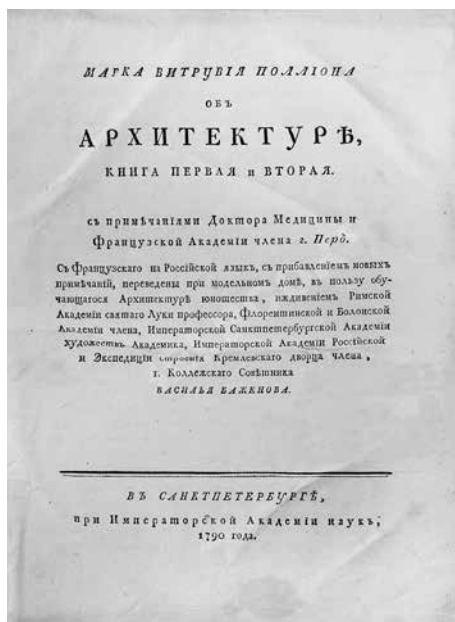 МАРКА ВИТРУВІЯ ПОЛЛІОНА
ОБЪ
АРХИТЕКТУРѢ,
КНИГА ПЕРВАЯ и ВТОРАЯ.
съ примѣчаніями Доктора Медицины и
Французской Академіи члена г. Перо.
Съ Французскаго на Россійской языкъ, съ прибавленіемъ новыхъ
примѣчаній, переведены при модельномъ домѣ, въ пользу обу-
чающагося Архитектурѣ юношества, иждивеніемъ Римской
Академіи святаго Луки профессора, Флорентинской и Болонской
Академіи члена, Императорской Санктпетербургской Академіи
художествъ Академика, Императорской Академіи Россійской
и Экспедиціи строенія Кремлевскаго дворца члена,
г. Коллежскаго Совѣтника
ВАСИЛЬЯ БАЖЕНОВА.
ВЪ САНКТПЕТЕРБУРГѢ,
при Императорской Академіи наукъ,
1790 года.